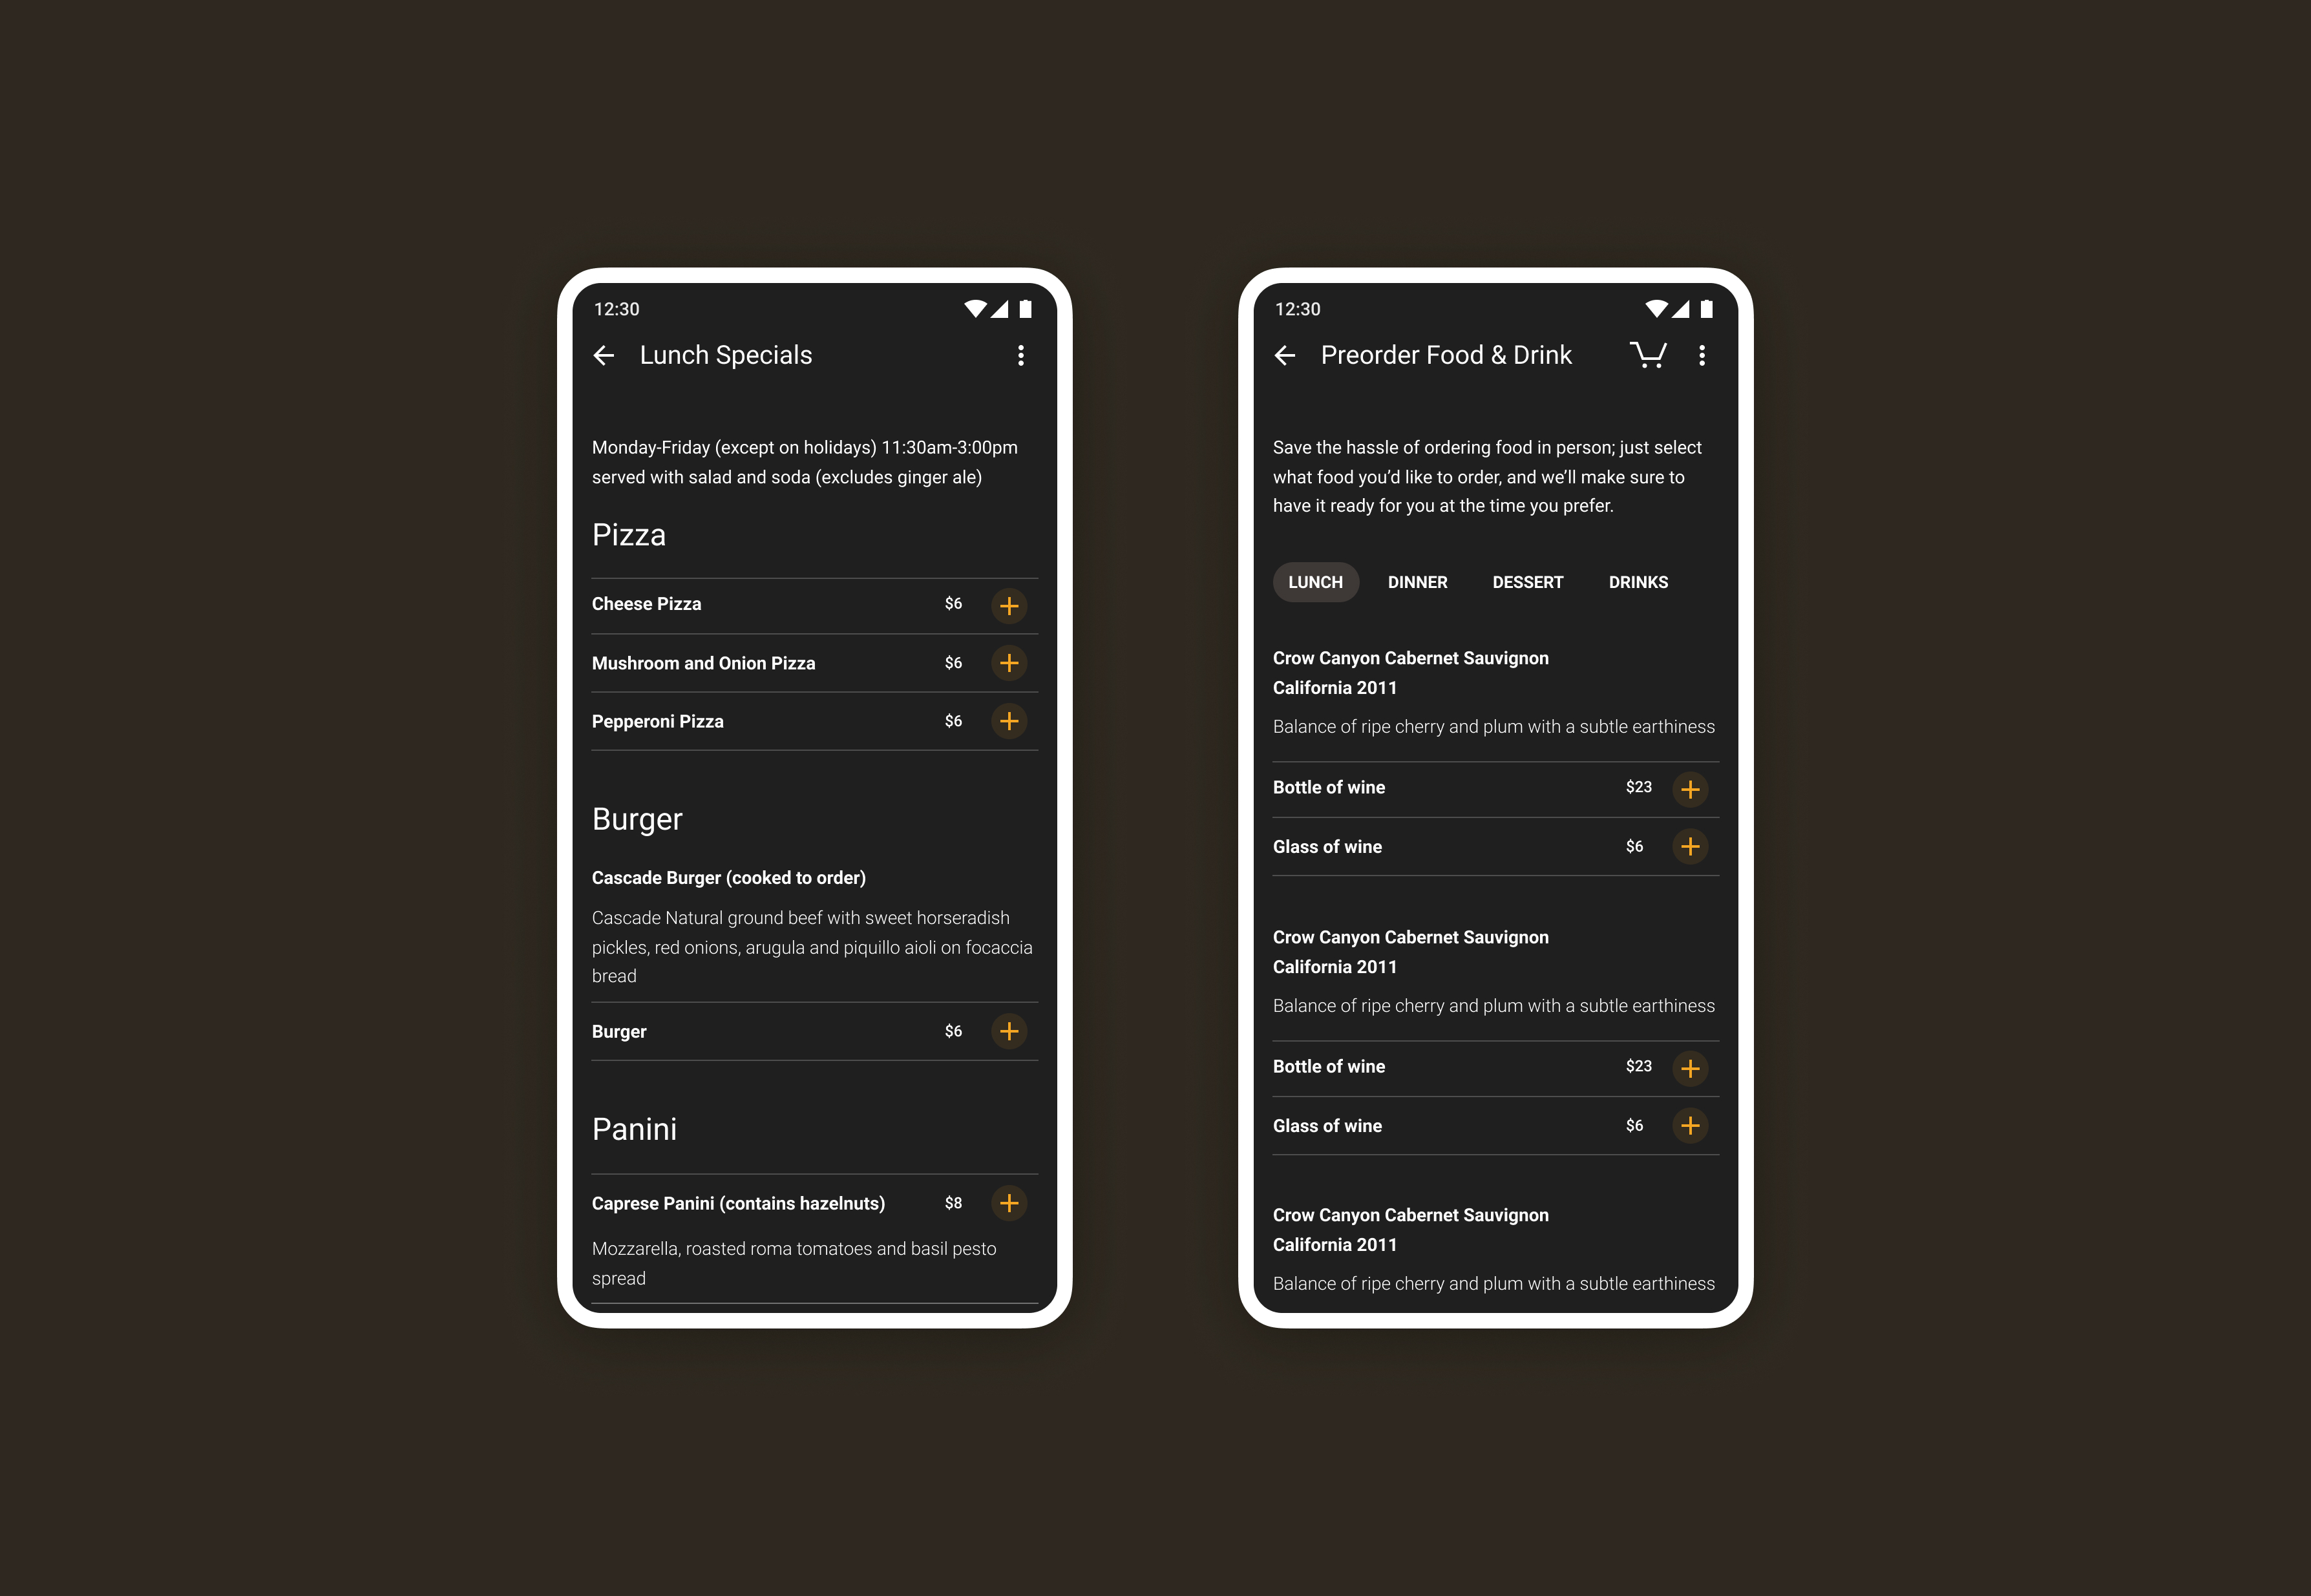 12:30
Lunch Specials
Monday-Friday (except on holidays) 11:30am-3:00pm
served with salad and soda (excludes ginger ale)
Pizza
Cheese Pizza $6
Mushroom and Onion Pizza $6
Pepperoni Pizza $6
Burger
Cascade Burger (cooked to order)
Cascade Natural ground beef with sweet horseradish
pickles, red onions, arugula and piquillo aioli on focaccia
bread
Burger $6
Panini
Caprese Panini (contains hazelnuts) $8
Mozzarella, roasted roma tomatoes and basil pesto
spread
12:30
Preorder Food & Drink
Save the hassle of ordering food in person; just select
what food you’d like to order, and we’ll make sure to
have it ready for you at the time you prefer.
LUNCH DINNER DESSERT DRINKS
Crow Canyon Cabernet Sauvignon
California 2011
Balance of ripe cherry and plum with a subtle earthiness
Bottle of wine $23
Glass of wine $6
Crow Canyon Cabernet Sauvignon
California 2011
Balance of ripe cherry and plum with a subtle earthiness
Bottle of wine $23
Glass of wine $6
Crow Canyon Cabernet Sauvignon
California 2011
Balance of ripe cherry and plum with a subtle earthiness